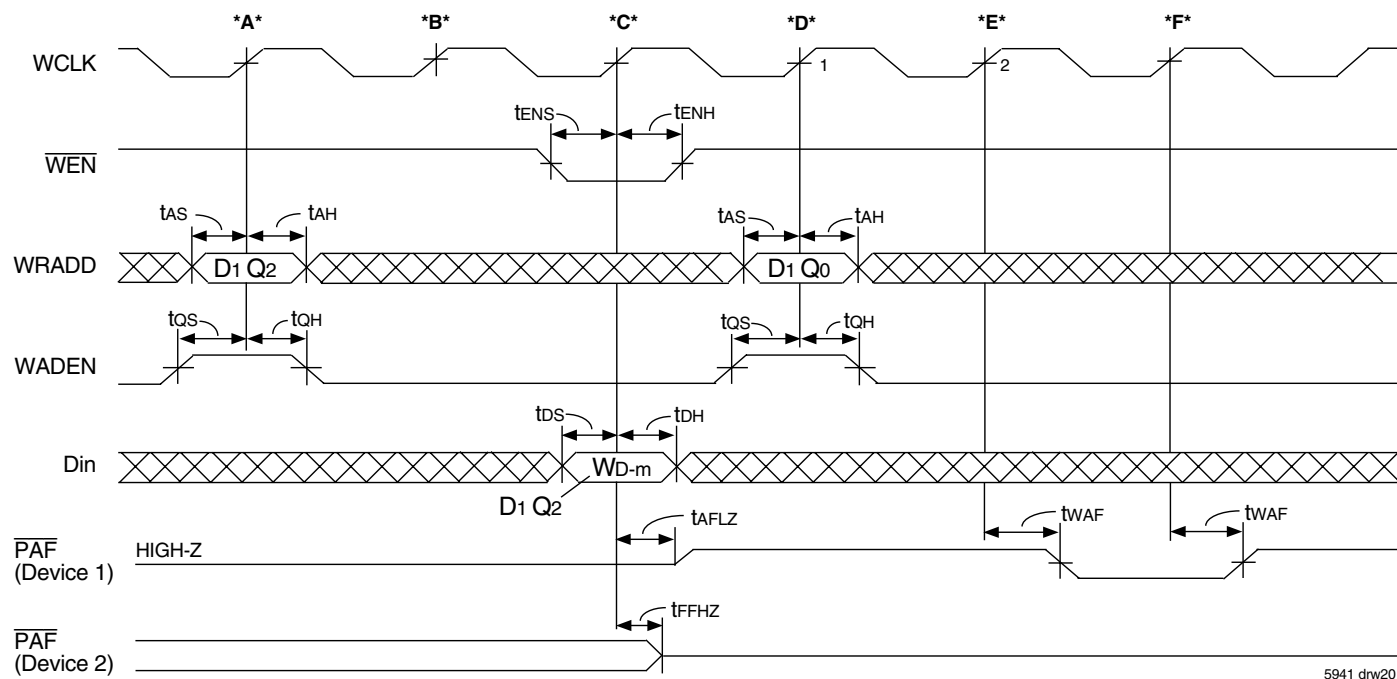 *A* *B* *C* *D* *E* *F*
WCLK 1 2
tENS tENH
WEN
tAS tAH tAS tAH
WRADD D1 Q2 D1 Q0
tQS tQH tQS tQH
WADEN
tDS tDH
Din WD-m
D1 Q2
tAFLZ tWAF tWAF
PAF HIGH-Z
(Device 1)
tFFHZ
PAF
(Device 2)
5941 drw20